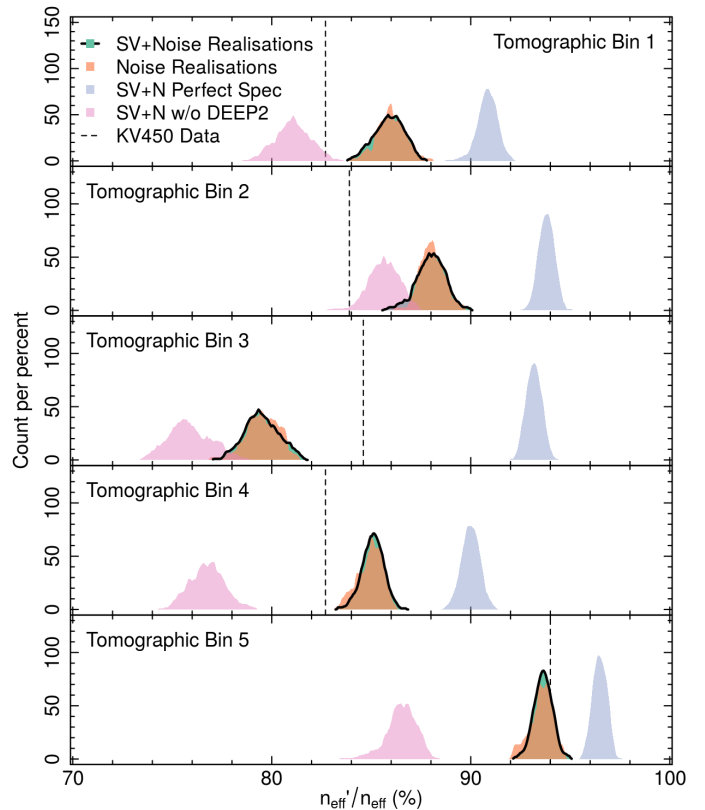 150
100
50
0
SV+Noise Realisations
Noise Realisations
SV+N Perfect Spec
SV+N w/o DEEP2
KV450 Data
Tomographic Bin 1
Tomographic Bin 2
100
50
0
Tomographic Bin 3
100
50
0
Count per percent
Tomographic Bin 4
100
50
0
Tomographic Bin 5
100
50
0
70 80 90 100
n_eff'/n_eff (%)